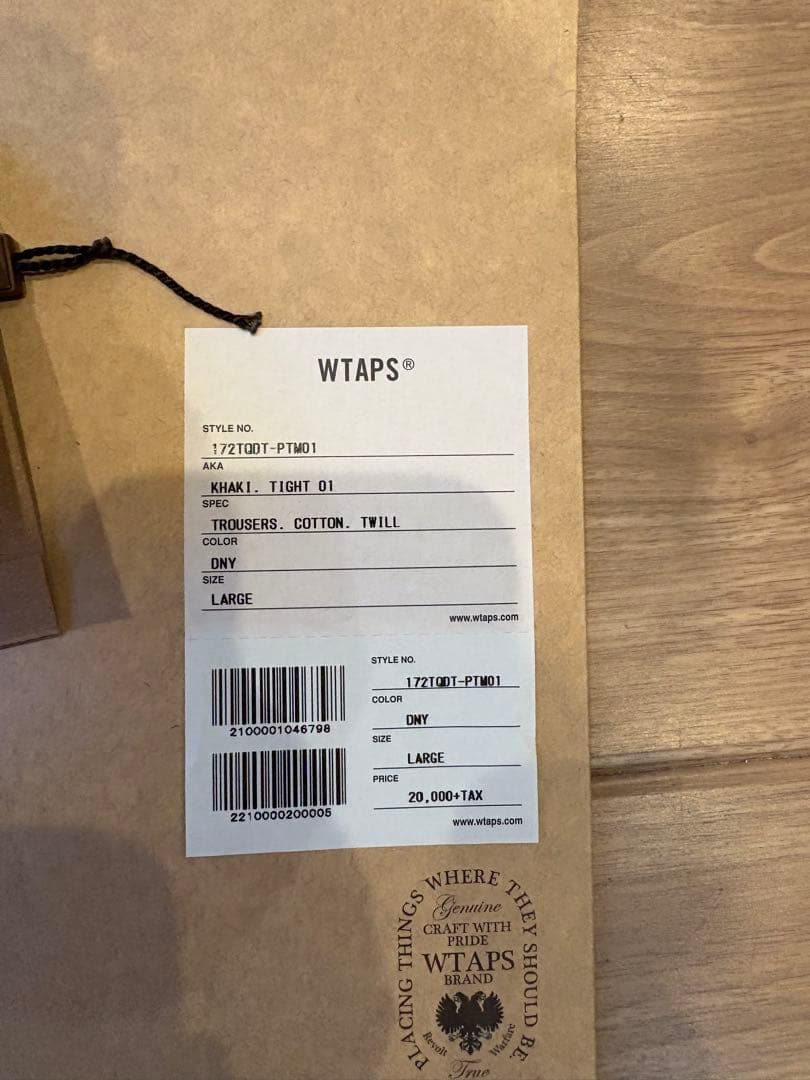 WTAPS®
STYLE NO.
172TQDT-PTM01
AKA
KHAKI. TIGHT 01
SPEC
TROUSERS. COTTON. TWILL
COLOR
DNY
SIZE
LARGE
www.wtaps.com
2100001046798
2210000200005
STYLE NO.
172TQDT-PTM01
COLOR
DNY
SIZE
LARGE
PRICE
20,000+TAX
www.wtaps.com
PLACING THINGS WHERE THEY SHOULD BE.
Genuine
CRAFT WITH
PRIDE
WTAPS
BRAND
Revolt
Warfare
True